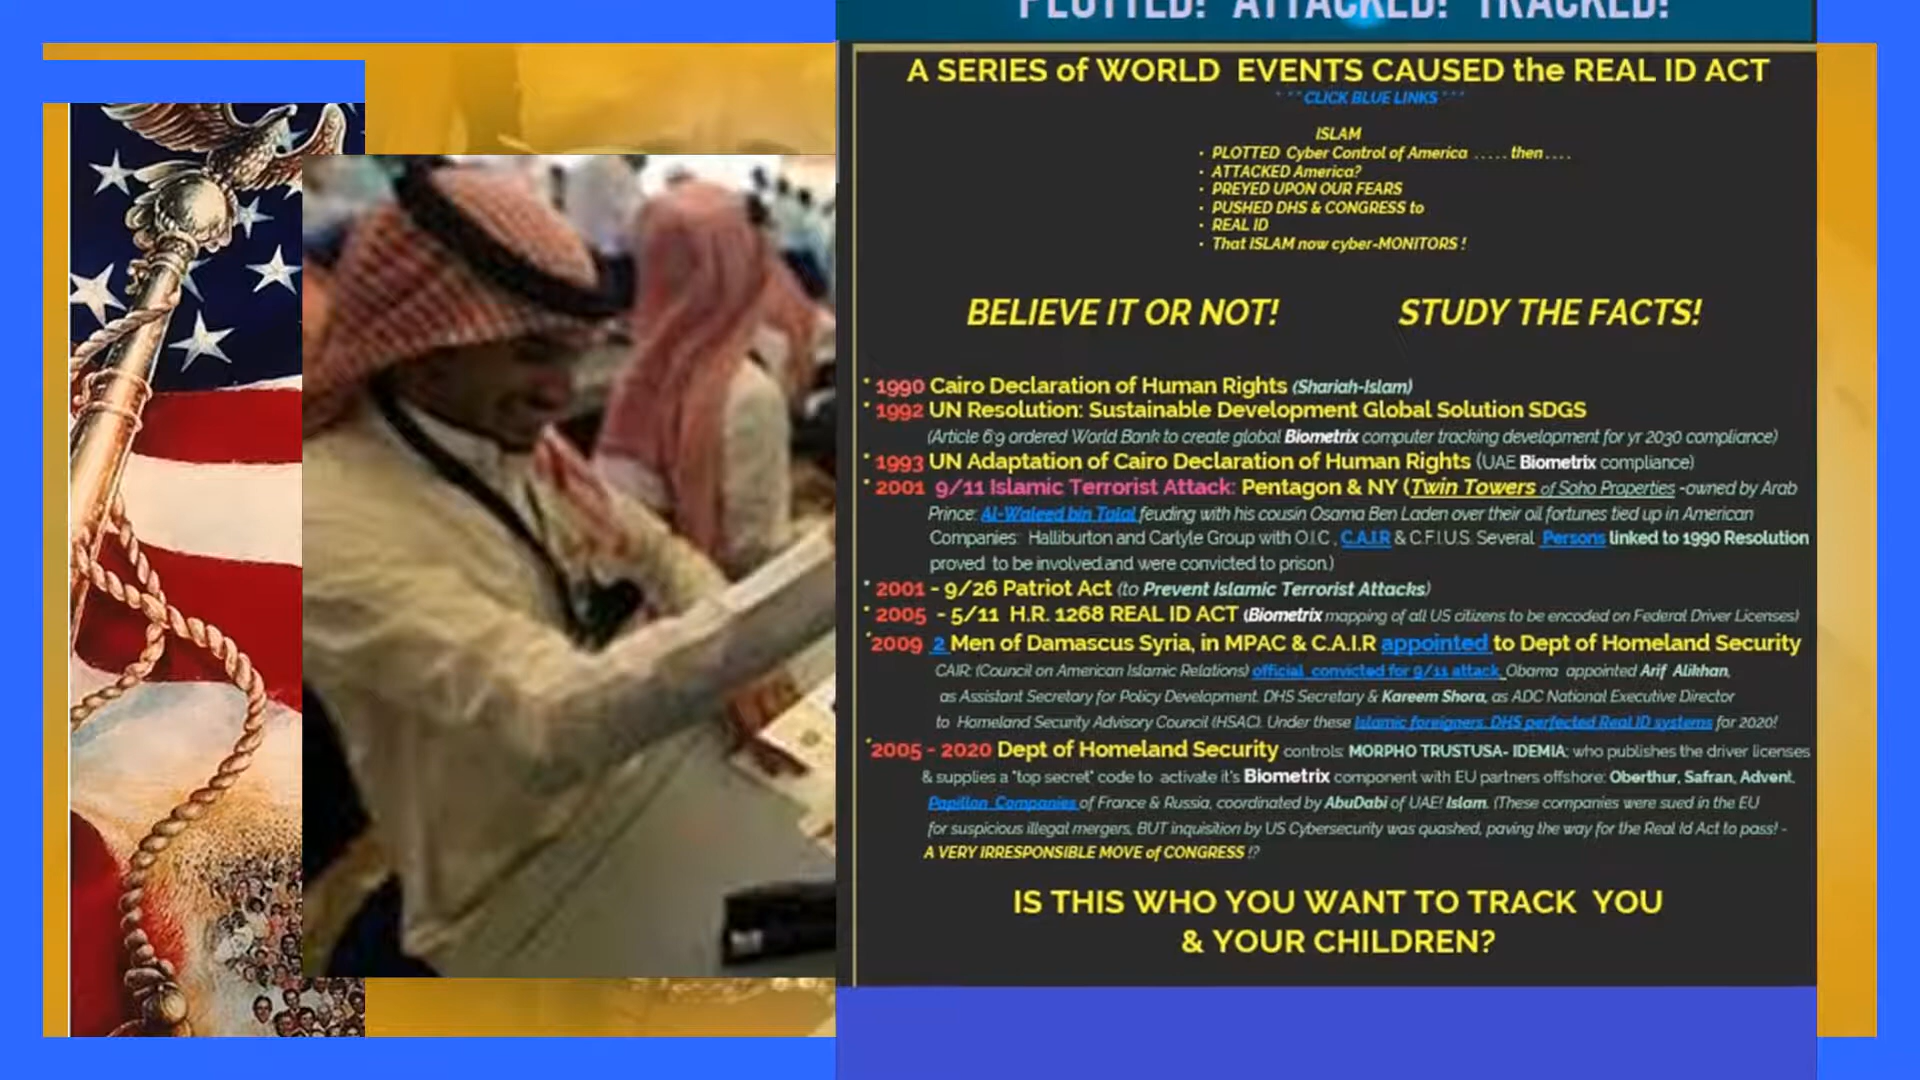 PLOTTED! ATTACKED! TRACKED!
A SERIES of WORLD EVENTS CAUSED the REAL ID ACT
* * * CLICK BLUE LINKS * * *
ISLAM
• PLOTTED Cyber Control of America ..... then ....
• ATTACKED America?
• PREYED UPON OUR FEARS
• PUSHED DHS & CONGRESS to
• REAL ID
• That ISLAM now cyber-MONITORS !
BELIEVE IT OR NOT! STUDY THE FACTS!
* 1990 Cairo Declaration of Human Rights (Shariah-Islam)
* 1992 UN Resolution: Sustainable Development Global Solution SDGS
(Article 6:9 ordered World Bank to create global Biometrix computer tracking development for yr 2030 compliance)
* 1993 UN Adaptation of Cairo Declaration of Human Rights (UAE Biometrix compliance)
* 2001 9/11 Islamic Terrorist Attack: Pentagon & NY (Twin Towers of Soho Properties -owned by Arab
Prince: Al-Waleed bin Talal feuding with his cousin Osama Ben Laden over their oil fortunes tied up in American
Companies: Halliburton and Carlyle Group with O.I.C , C.A.I.R & C.F.I.U.S. Several Persons linked to 1990 Resolution
proved to be involved.and were convicted to prison.)
* 2001 - 9/26 Patriot Act (to Prevent Islamic Terrorist Attacks)
* 2005 - 5/11 H.R. 1268 REAL ID ACT (Biometrix mapping of all US citizens to be encoded on Federal Driver Licenses)
*2009 2 Men of Damascus Syria, in MPAC & C.A.I.R appointed to Dept of Homeland Security
CAIR: (Council on American Islamic Relations) official convicted for 9/11 attack Obama appointed Arif Alikhan,
as Assistant Secretary for Policy Development. DHS Secretary & Kareem Shora, as ADC National Executive Director
to Homeland Security Advisory Council (HSAC). Under these Islamic foreigners, DHS perfected Real ID systems for 2020!
*2005 - 2020 Dept of Homeland Security controls: MORPHO TRUSTUSA- IDEMIA; who publishes the driver licenses
& supplies a "top secret" code to activate it's Biometrix component with EU partners offshore: Oberthur, Safran, Advent,
Papillon Companies of France & Russia, coordinated by AbuDabi of UAE! Islam. (These companies were sued in the EU
for suspicious illegal mergers, BUT inquisition by US Cybersecurity was quashed, paving the way for the Real Id Act to pass! -
A VERY IRRESPONSIBLE MOVE of CONGRESS !?
IS THIS WHO YOU WANT TO TRACK YOU
& YOUR CHILDREN?